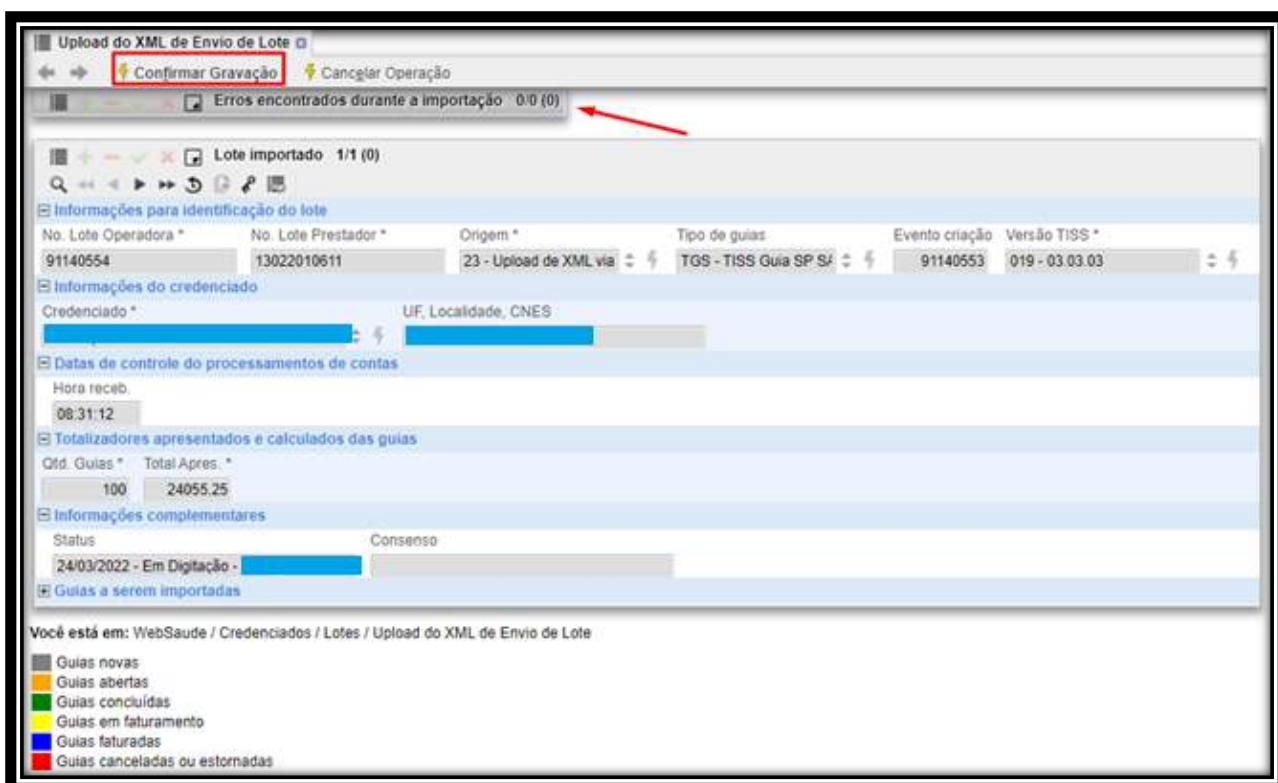 Upload do XML de Envio de Lote
Confirmar Gravação Cancelar Operação
Erros encontrados durante a importação 0/0 (0)
Lote importado 1/1 (0)
Informações para identificação do lote
No. Lote Operadora * No. Lote Prestador * Origem * Tipo de guias Evento criação Versão TISS *
91140554 13022010611 23 - Upload de XML via TGS - TISS Guia SP S/ 91140553 019 - 03.03.03
Informações do credenciado
Credenciado * UF, Localidade, CNES
Datas de controle do processamentos de contas
Hora receb.
08:31:12
Totalizadores apresentados e calculados das guias
Qtd. Guias * Total Apres. *
100 24055.25
Informações complementares
Status Consenso
24/03/2022 - Em Digitação -
Guias a serem importadas
Você está em: WebSaude / Credenciados / Lotes / Upload do XML de Envio de Lote
Guias novas
Guias abertas
Guias concluídas
Guias em faturamento
Guias faturadas
Guias canceladas ou estornadas